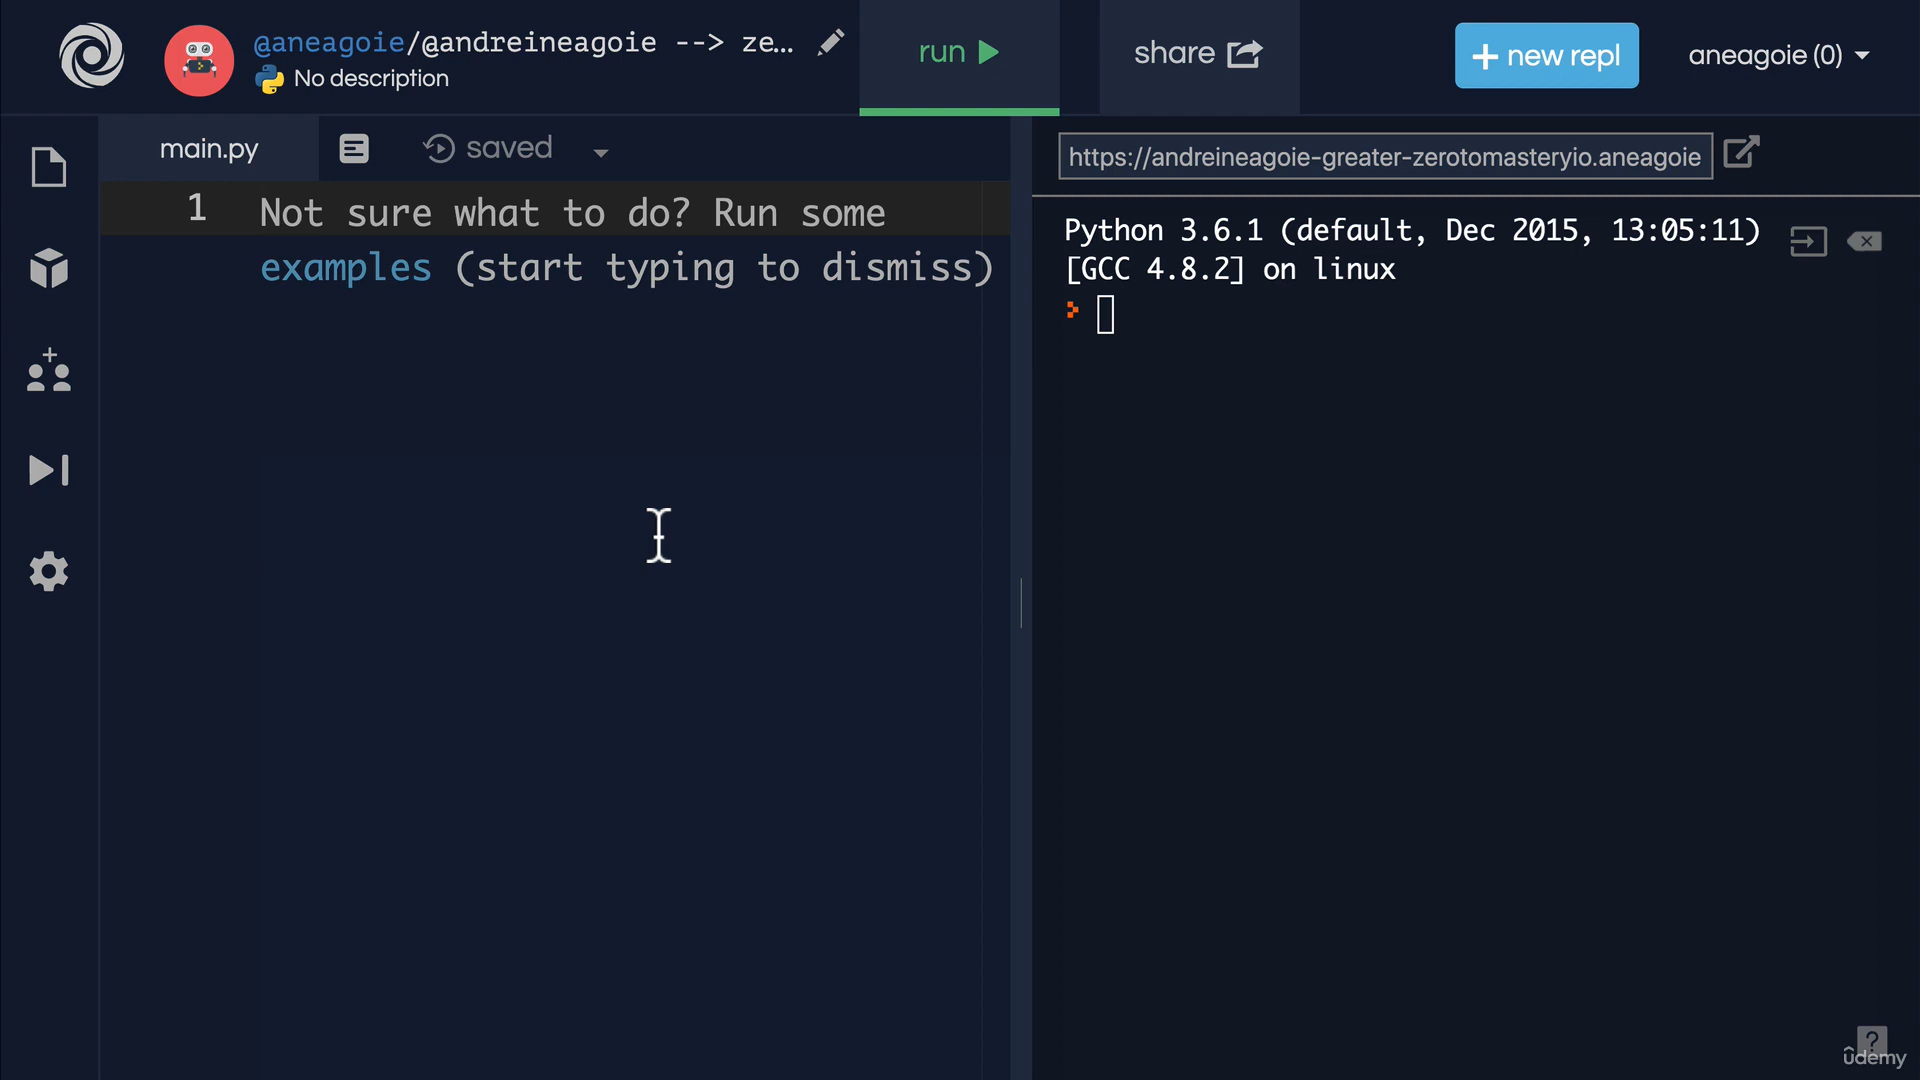 @aneagoie/@andreineagoie --> ze...
No description
run
share
+ new repl
aneagoie (0)
main.py
saved
https://andreineagoie-greater-zerotomasteryio.aneagoie
1
Not sure what to do? Run some
examples (start typing to dismiss)
Python 3.6.1 (default, Dec 2015, 13:05:11)
[GCC 4.8.2] on linux
?
ûdemy